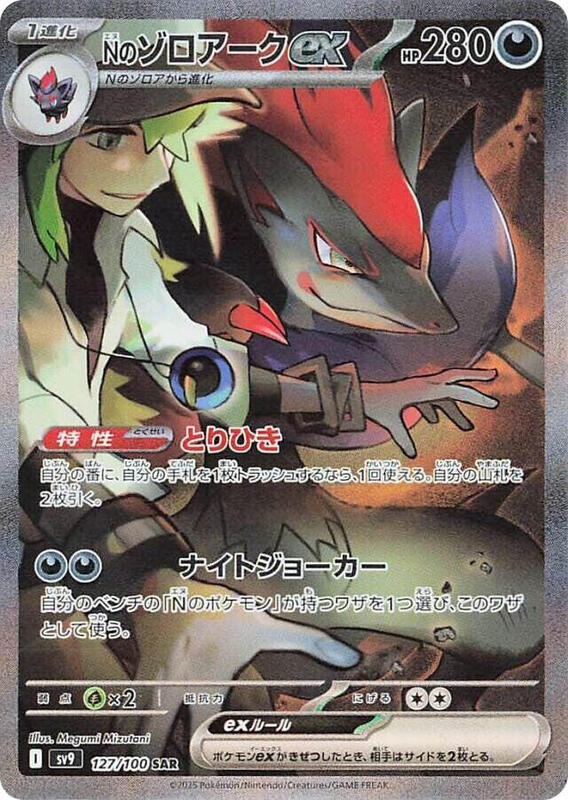 1進化
Nのゾロアークex
HP280
Nのゾロアから進化
特性 とりひき
自分の番に、自分の手札を1枚トラッシュするなら、1回使える。自分の山札を
2枚引く。
ナイトジョーカー
自分のベンチの「Nのポケモン」が持つワザを1つ選び、このワザ
として使う。
弱点 ×2 抵抗力 にげる
Illus. Megumi Mizutani
exルール
ポケモンexがきぜつしたとき、相手はサイドを2枚とる。
I sv9 127/100 SAR
©2025 Pokémon/Nintendo/Creatures/GAME FREAK.